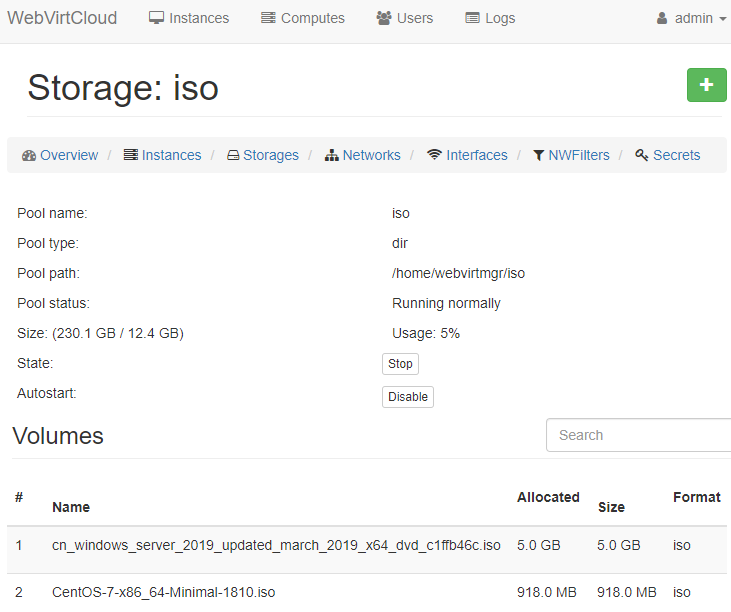 WebVirtCloud Instances Computes Users Logs admin
Storage: iso
Overview / Instances / Storages / Networks / Interfaces / NWFilters / Secrets
Pool name: iso
Pool type: dir
Pool path: /home/webvirtmgr/iso
Pool status: Running normally
Size: (230.1 GB / 12.4 GB) Usage: 5%
State: Stop
Autostart: Disable
Volumes Search
# Name Allocated Size Format
1 cn_windows_server_2019_updated_march_2019_x64_dvd_c1ffb46c.iso 5.0 GB 5.0 GB iso
2 CentOS-7-x86_64-Minimal-1810.iso 918.0 MB 918.0 MB iso